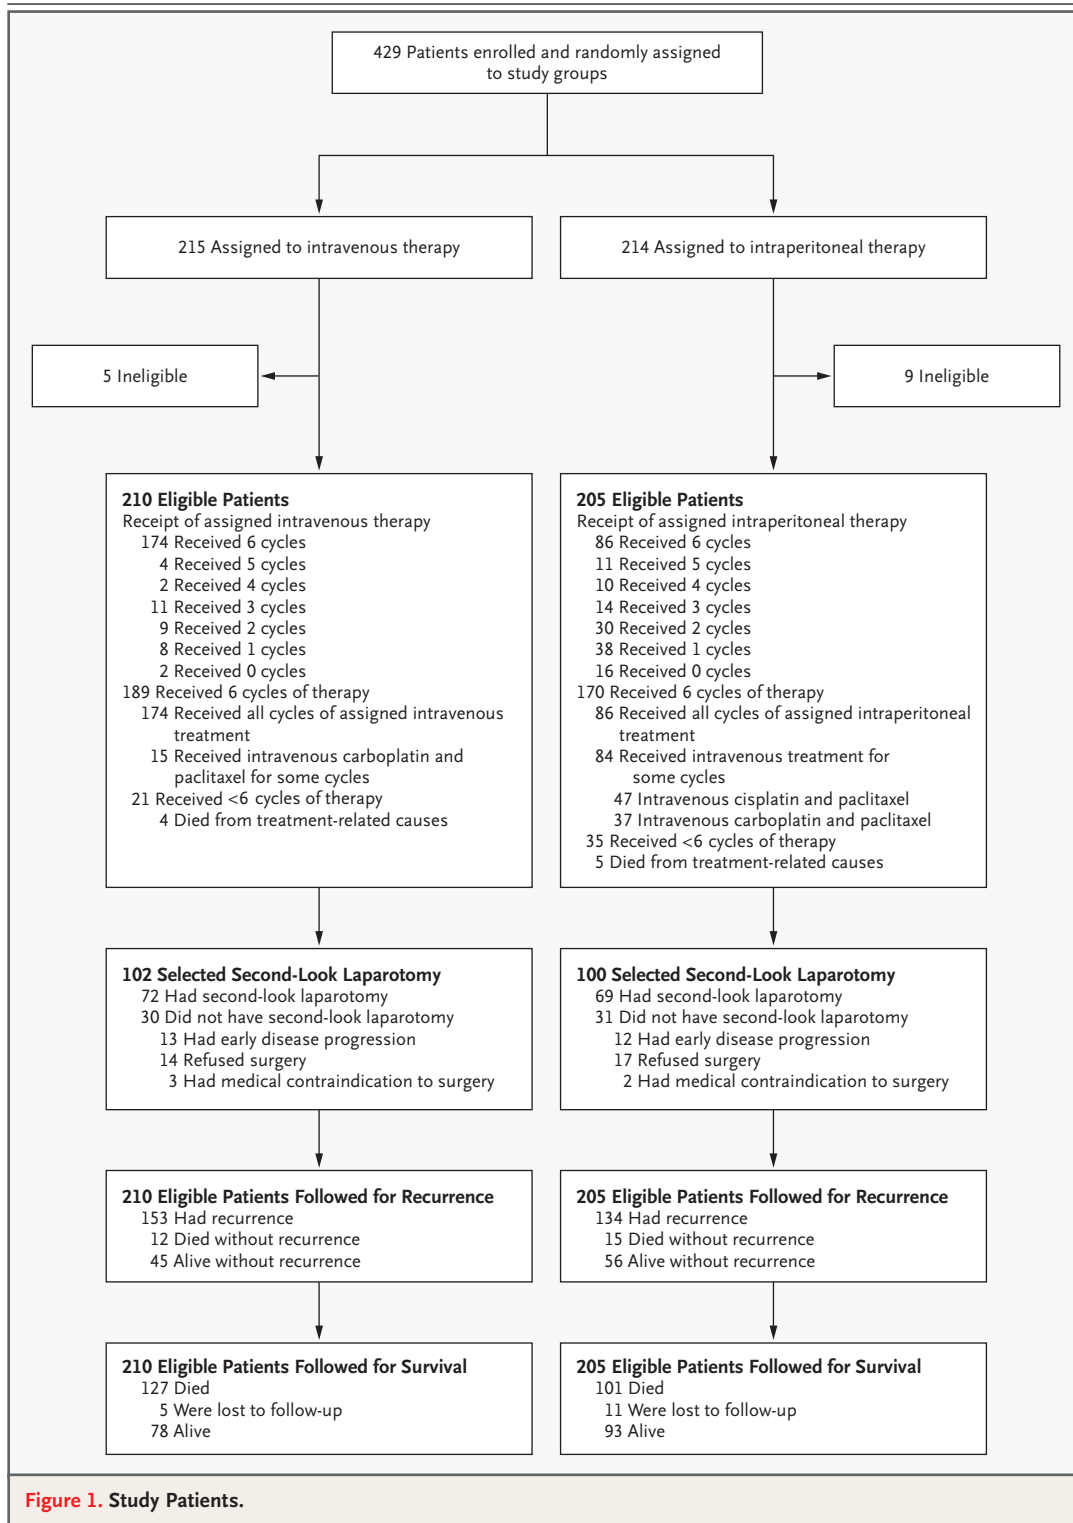 429 Patients enrolled and randomly assigned
to study groups
215 Assigned to intravenous therapy
214 Assigned to intraperitoneal therapy
5 Ineligible
9 Ineligible
210 Eligible Patients
Receipt of assigned intravenous therapy
174 Received 6 cycles
4 Received 5 cycles
2 Received 4 cycles
11 Received 3 cycles
9 Received 2 cycles
8 Received 1 cycles
2 Received 0 cycles
189 Received 6 cycles of therapy
174 Received all cycles of assigned intravenous
treatment
15 Received intravenous carboplatin and
paclitaxel for some cycles
21 Received <6 cycles of therapy
4 Died from treatment-related causes
205 Eligible Patients
Receipt of assigned intraperitoneal therapy
86 Received 6 cycles
11 Received 5 cycles
10 Received 4 cycles
14 Received 3 cycles
30 Received 2 cycles
38 Received 1 cycles
16 Received 0 cycles
170 Received 6 cycles of therapy
86 Received all cycles of assigned intraperitoneal
treatment
84 Received intravenous treatment for
some cycles
47 Intravenous cisplatin and paclitaxel
37 Intravenous carboplatin and paclitaxel
35 Received <6 cycles of therapy
5 Died from treatment-related causes
102 Selected Second-Look Laparotomy
72 Had second-look laparotomy
30 Did not have second-look laparotomy
13 Had early disease progression
14 Refused surgery
3 Had medical contraindication to surgery
100 Selected Second-Look Laparotomy
69 Had second-look laparotomy
31 Did not have second-look laparotomy
12 Had early disease progression
17 Refused surgery
2 Had medical contraindication to surgery
210 Eligible Patients Followed for Recurrence
153 Had recurrence
12 Died without recurrence
45 Alive without recurrence
205 Eligible Patients Followed for Recurrence
134 Had recurrence
15 Died without recurrence
56 Alive without recurrence
210 Eligible Patients Followed for Survival
127 Died
5 Were lost to follow-up
78 Alive
205 Eligible Patients Followed for Survival
101 Died
11 Were lost to follow-up
93 Alive
Figure 1. Study Patients.